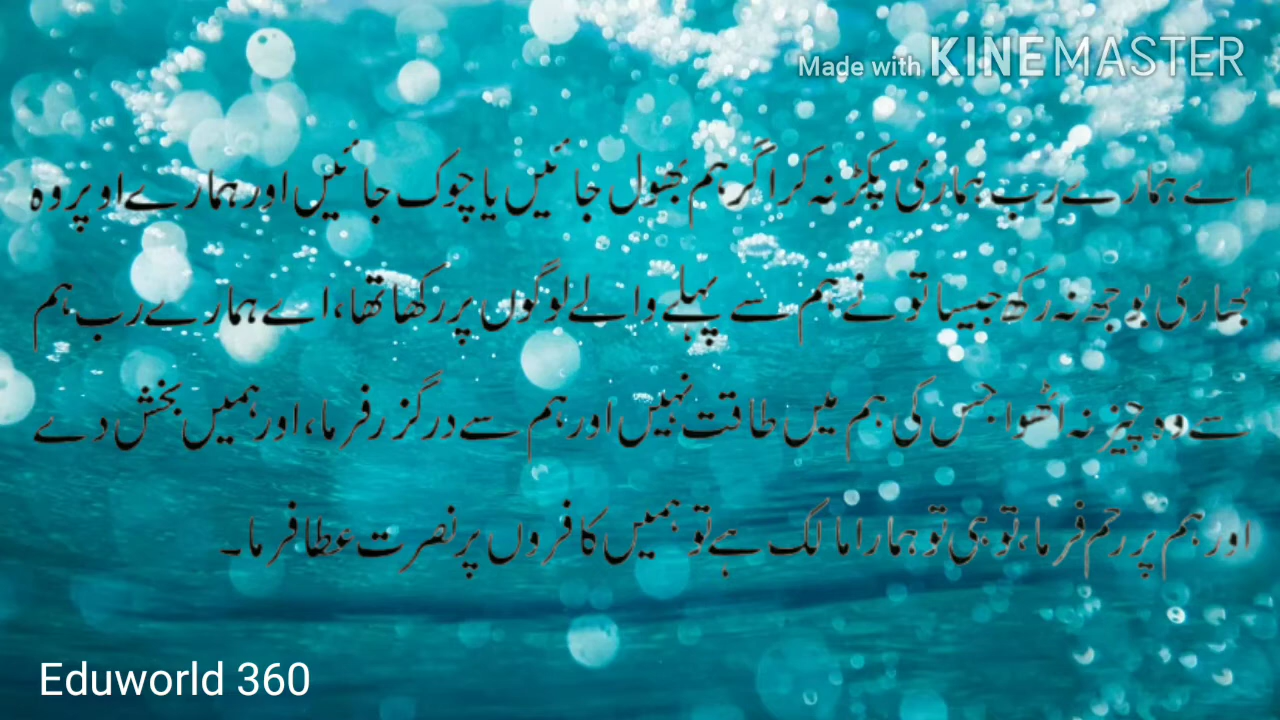 Made with KINEMASTER
اے ہمارے رب ہماری پکڑ نہ کر اگر ہم بھول جائیں یا چوک جائیں اور ہمارے اوپر وہ
بھاری بوجھ نہ رکھ جیسا تو نے ہم سے پہلے والے لوگوں پر رکھا تھا، اے ہمارے رب ہم
سے وہ چیز نہ اٹھوا جس کی ہم میں طاقت نہیں اور ہم سے درگزر فرما، اور ہمیں بخش دے
اور ہم پر رحم فرما، تو ہی تو ہمارا مالک ہے تو ہمیں کافروں پر نصرت عطا فرما۔
Eduworld 360